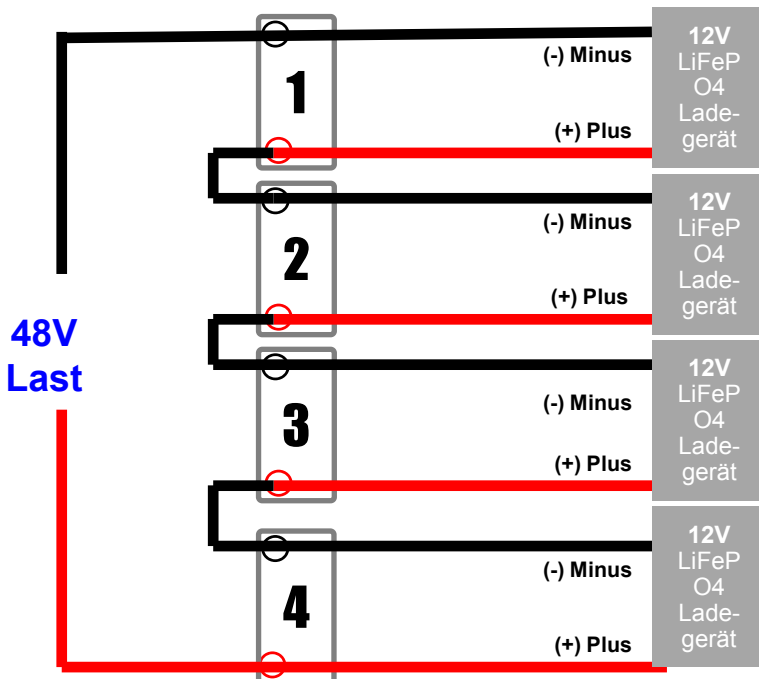 12V
LiFeP
O4
Lade-
gerät
(-) Minus
1
(+) Plus
12V
LiFeP
O4
Lade-
gerät
(-) Minus
2
(+) Plus
48V
Last
12V
LiFeP
O4
Lade-
gerät
(-) Minus
3
(+) Plus
12V
LiFeP
O4
Lade-
gerät
(-) Minus
4
(+) Plus